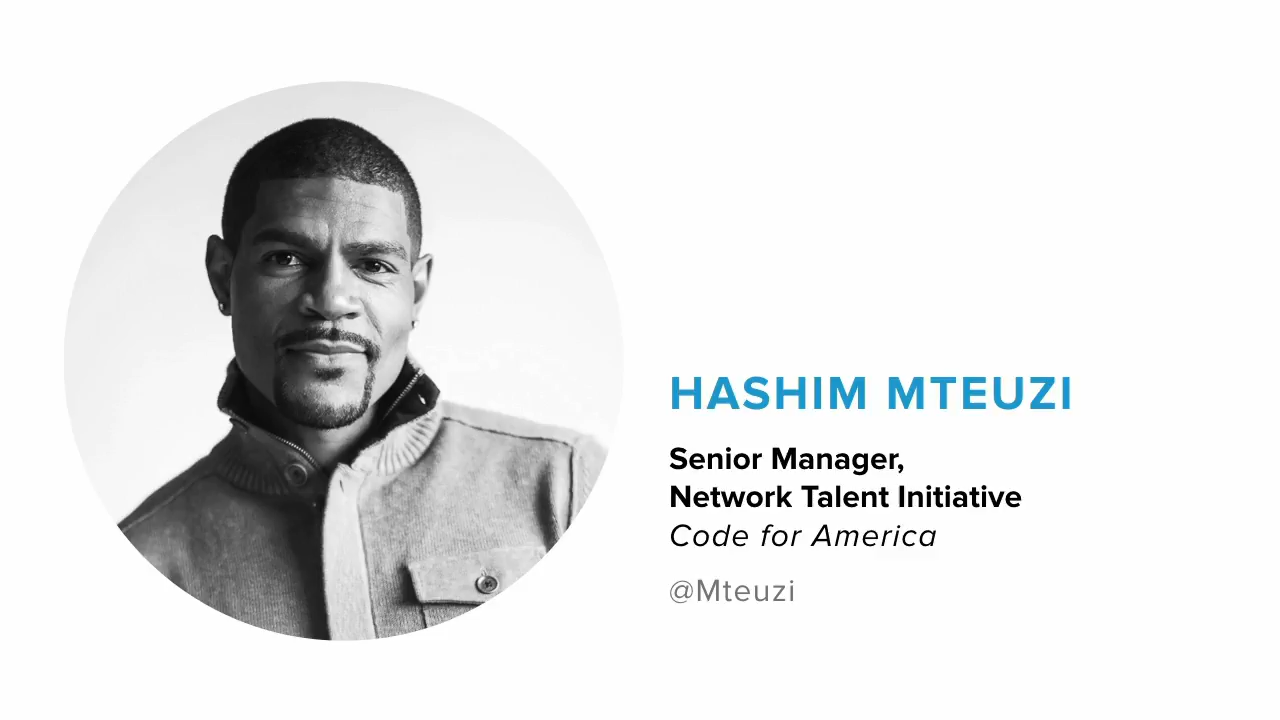 HASHIM MTEUZI
Senior Manager,
Network Talent Initiative
Code for America
@Mteuzi